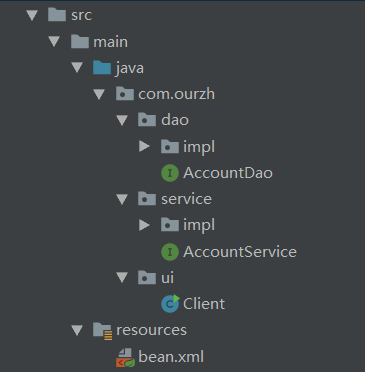 src
main
java
com.ourzh
dao
impl
I AccountDao
service
impl
I AccountService
ui
C Client
resources
bean.xml